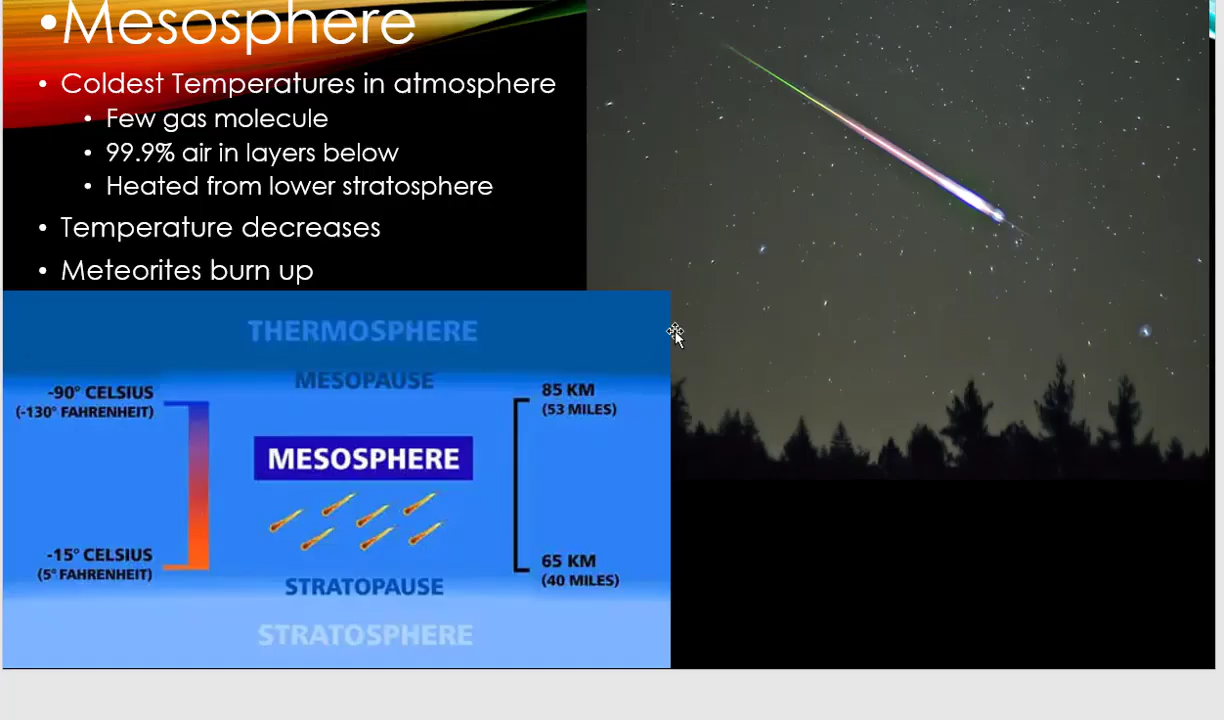 •Mesosphere
• Coldest Temperatures in atmosphere
• Few gas molecule
• 99.9% air in layers below
• Heated from lower stratosphere
• Temperature decreases
• Meteorites burn up
THERMOSPHERE
MESOPAUSE
-90° CELSIUS
(-130° FAHRENHEIT)
85 KM
(53 MILES)
MESOSPHERE
-15° CELSIUS
(5° FAHRENHEIT)
65 KM
(40 MILES)
STRATOPAUSE
STRATOSPHERE